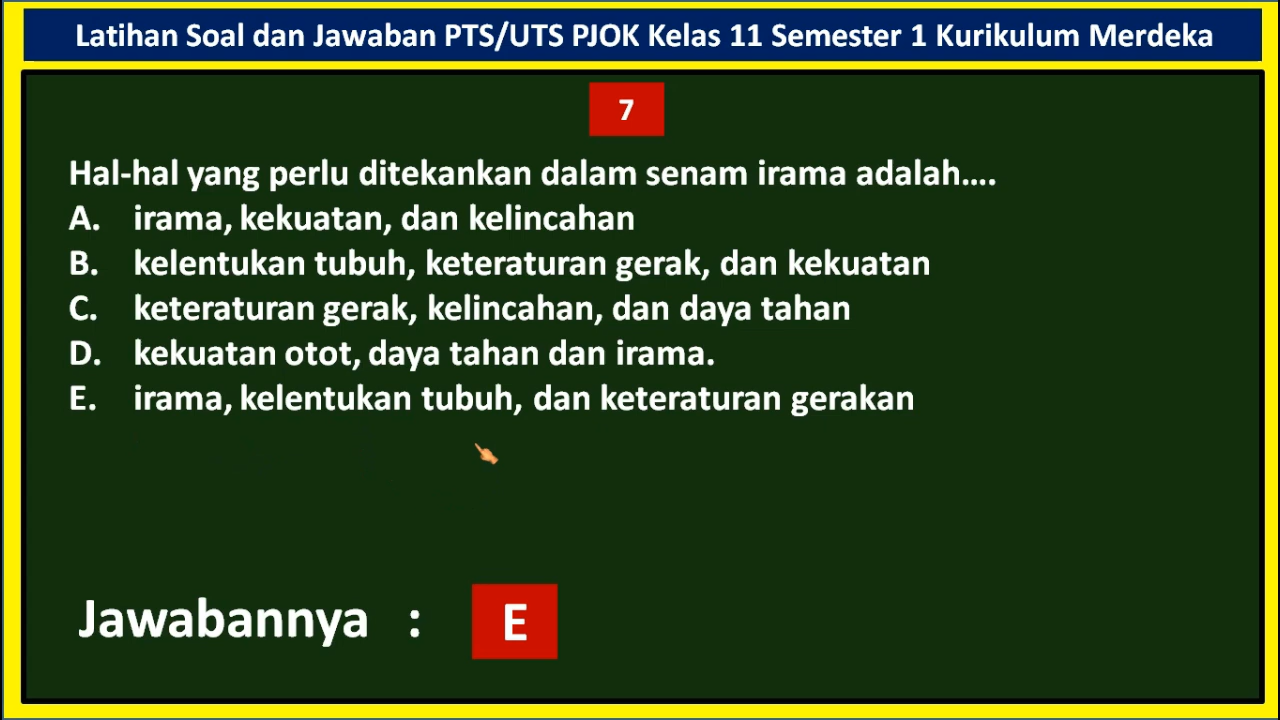 Latihan Soal dan Jawaban PTS/UTS PJOK Kelas 11 Semester 1 Kurikulum Merdeka
7
Hal-hal yang perlu ditekankan dalam senam irama adalah....
A. irama, kekuatan, dan kelincahan
B. kelentukan tubuh, keteraturan gerak, dan kekuatan
C. keteraturan gerak, kelincahan, dan daya tahan
D. kekuatan otot, daya tahan dan irama.
E. irama, kelentukan tubuh, dan keteraturan gerakan
Jawabannya : E